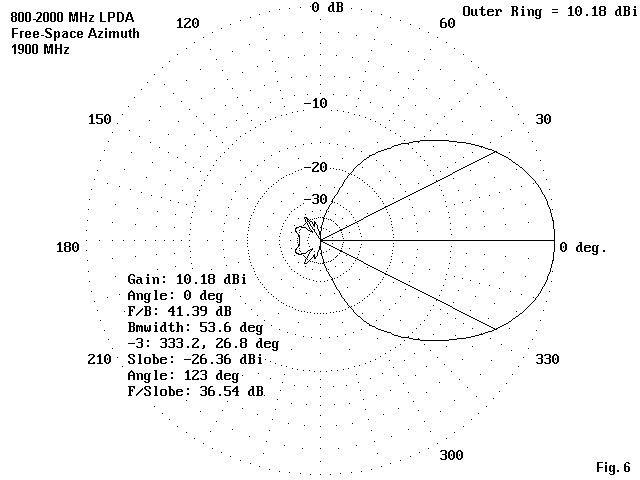 800-2000 MHz LPDA
Free-Space Azimuth
1900 MHz
0 dB
Outer Ring = 10.18 dBi
120
60
-10
150
30
-20
-30
180
0 deg.
Gain: 10.18 dBi
Angle: 0 deg
F/B: 41.39 dB
Bmwidth: 53.6 deg
-3: 333.2, 26.8 deg
Slobe: -26.36 dBi
Angle: 123 deg
F/Slobe: 36.54 dB
210
330
300
Fig. 6